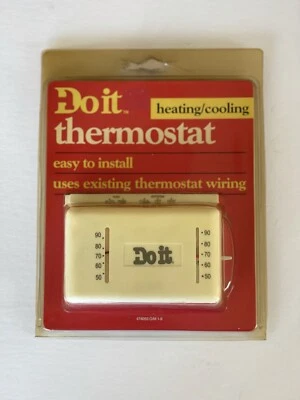 Do it™
heating/cooling
thermostat
easy to install
uses existing thermostat wiring
90 90
80 Do it. 80
70 70
60 60
50 50